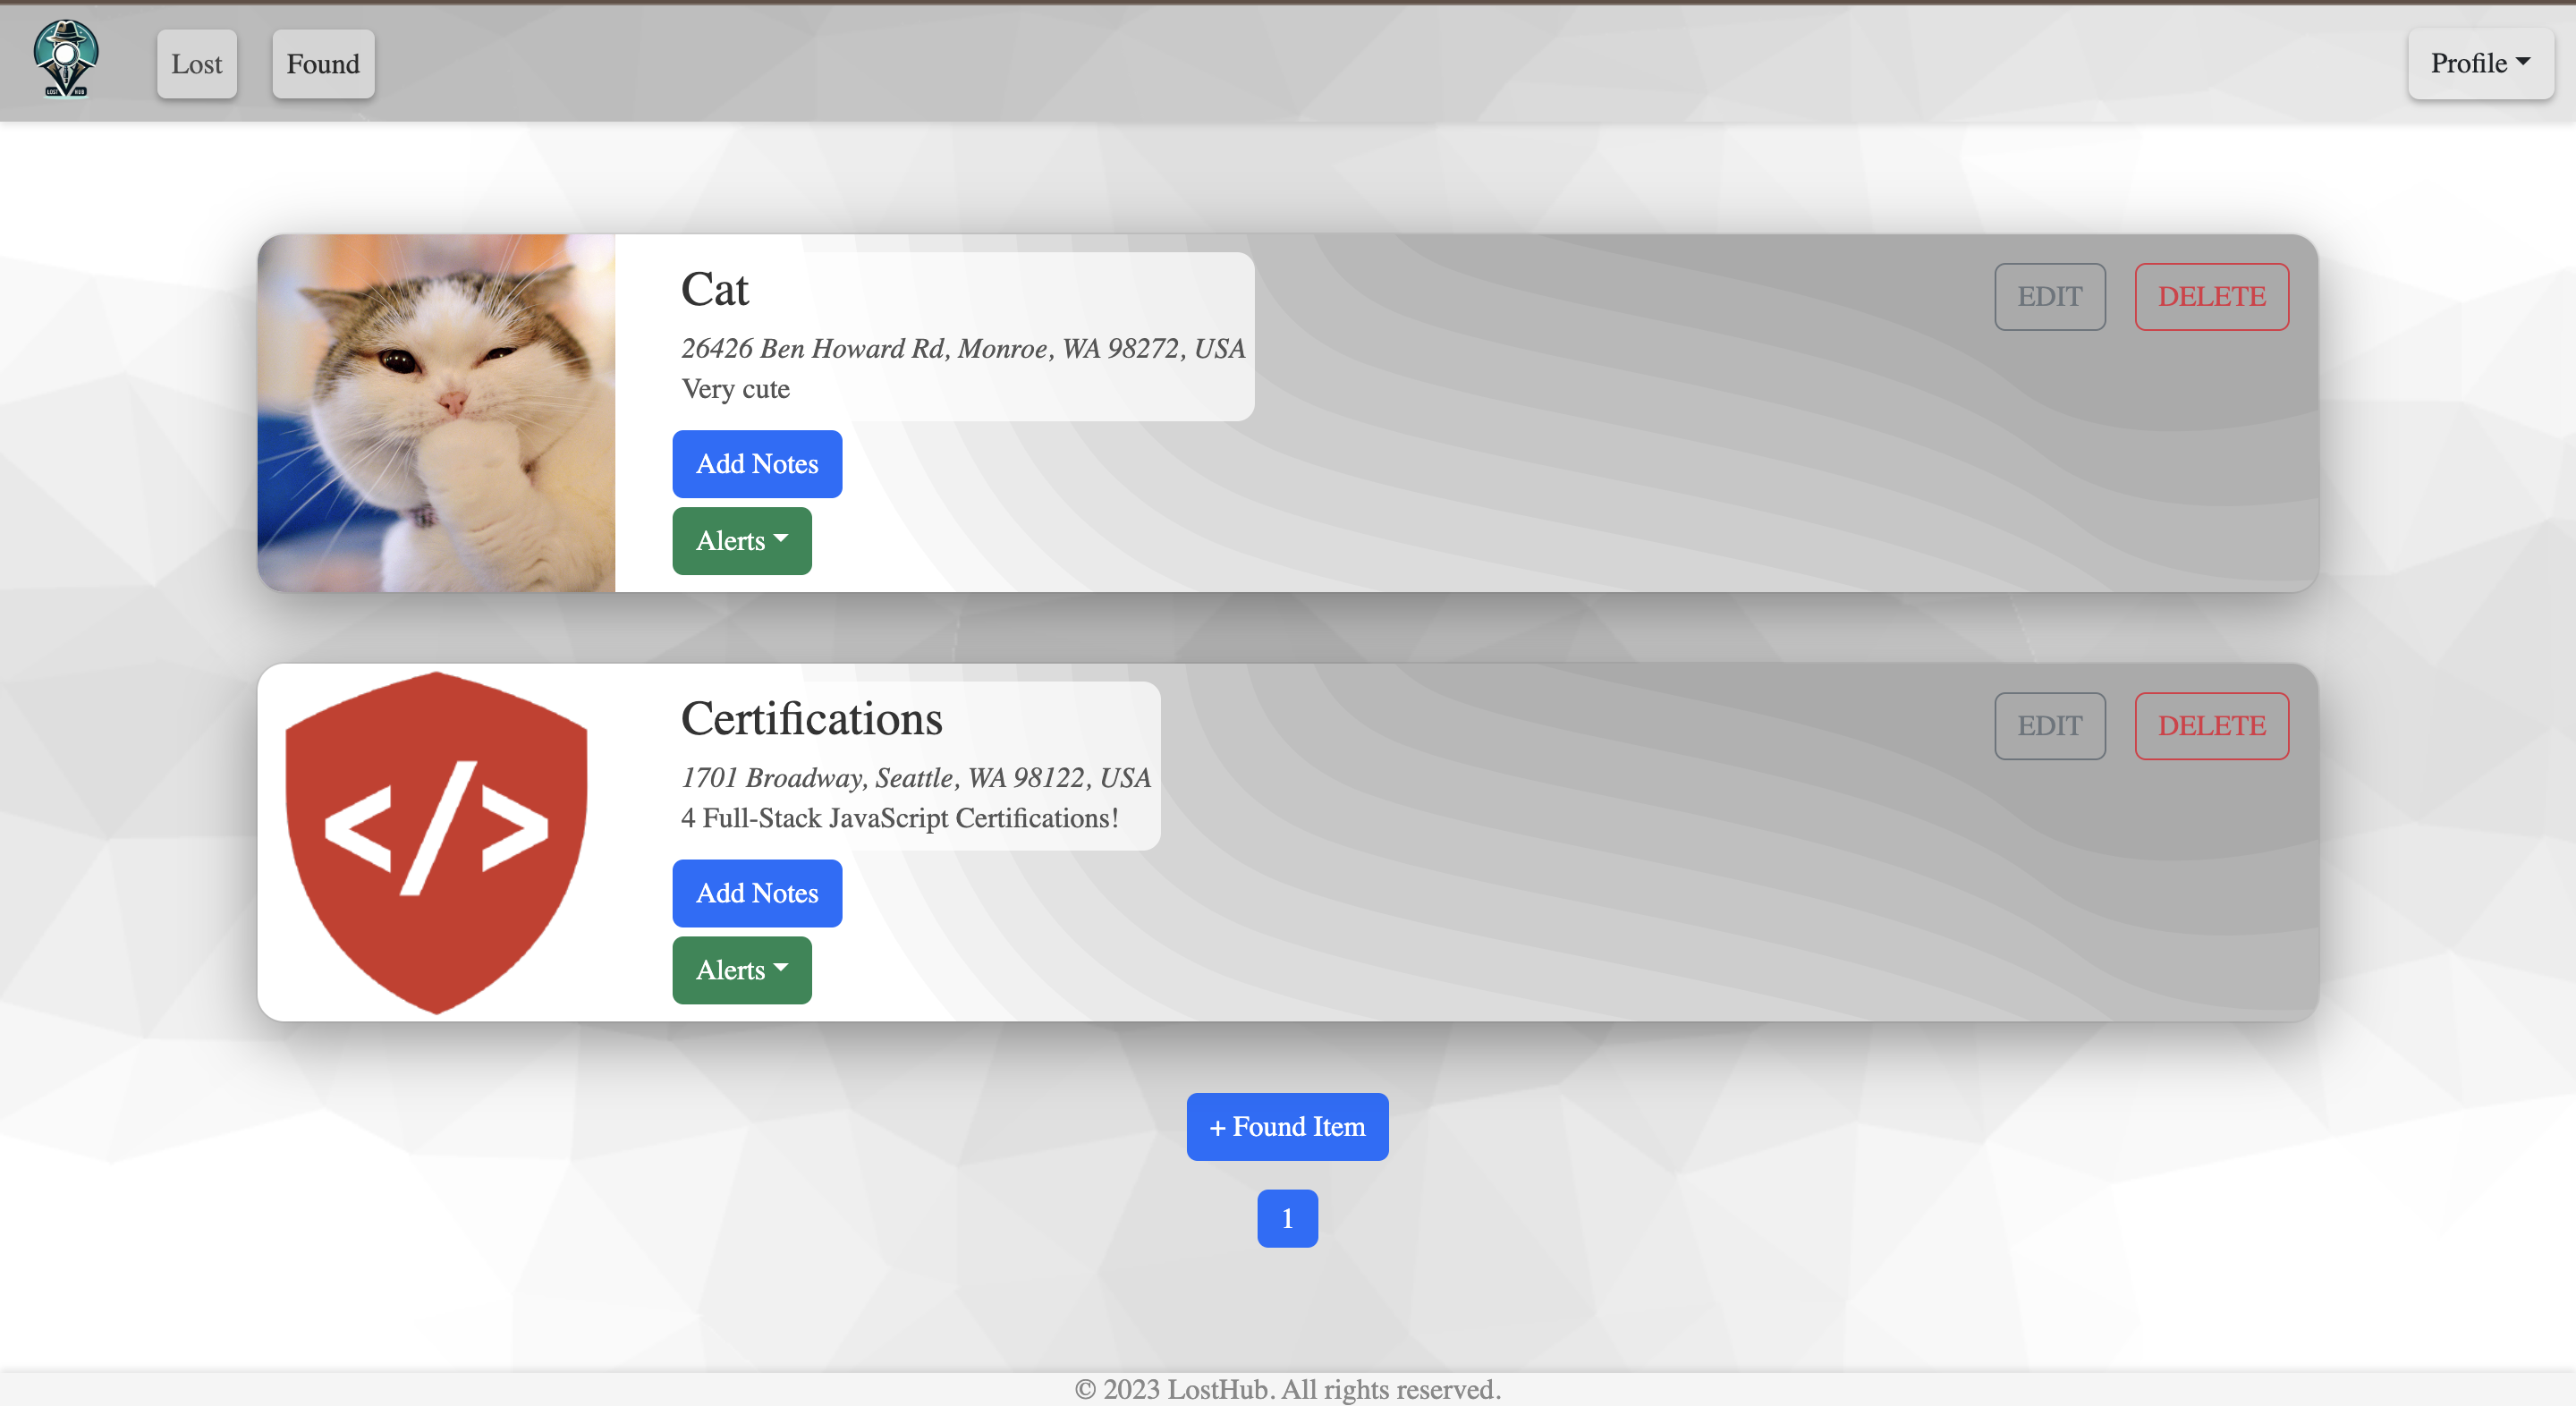 LOST HUB
Lost
Found
Profile
Cat
EDIT
DELETE
26426 Ben Howard Rd, Monroe, WA 98272, USA
Very cute
Add Notes
Alerts
</>
Certifications
EDIT
DELETE
1701 Broadway, Seattle, WA 98122, USA
4 Full-Stack JavaScript Certifications!
Add Notes
Alerts
+ Found Item
1
© 2023 LostHub. All rights reserved.